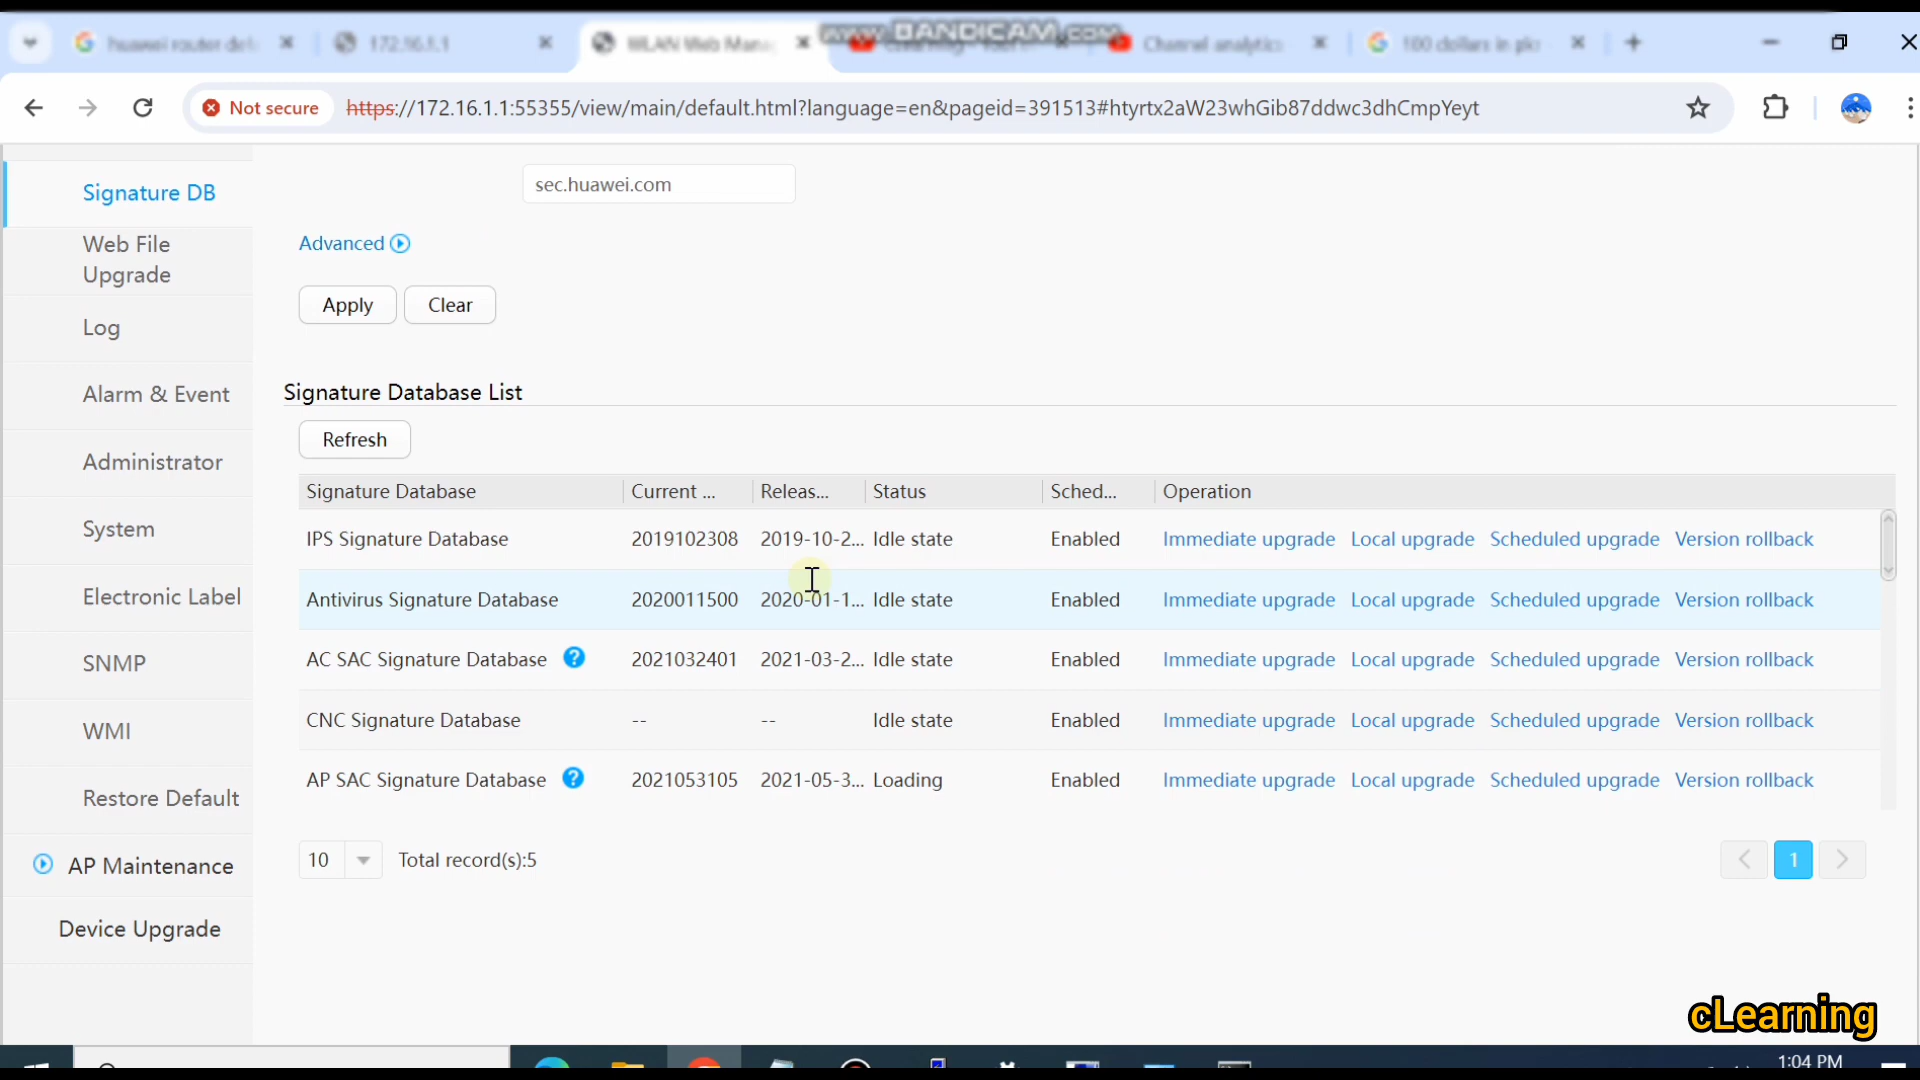 www.BANDICAM.com
huawei router def
172.16.1.1
WLAN Web Mana
Channel analytics
100 dollars in pkr
Not secure
https://172.16.1.1:55355/view/main/default.html?language=en&pageid=391513#htyrtx2aW23whGib87ddwc3dhCmpYeyt
Signature DB
Web File
Upgrade
Log
Alarm & Event
Administrator
System
Electronic Label
SNMP
WMI
Restore Default
AP Maintenance
Device Upgrade
sec.huawei.com
Advanced
Apply Clear
Signature Database List
Refresh
Signature Database Current ... Releas... Status Sched... Operation
IPS Signature Database 2019102308 2019-10-2... Idle state Enabled Immediate upgrade Local upgrade Scheduled upgrade Version rollback
Antivirus Signature Database 2020011500 2020-01-1... Idle state Enabled Immediate upgrade Local upgrade Scheduled upgrade Version rollback
AC SAC Signature Database ? 2021032401 2021-03-2... Idle state Enabled Immediate upgrade Local upgrade Scheduled upgrade Version rollback
CNC Signature Database -- -- Idle state Enabled Immediate upgrade Local upgrade Scheduled upgrade Version rollback
AP SAC Signature Database ? 2021053105 2021-05-3... Loading Enabled Immediate upgrade Local upgrade Scheduled upgrade Version rollback
10 Total record(s):5
1
cLearning
1:04 PM